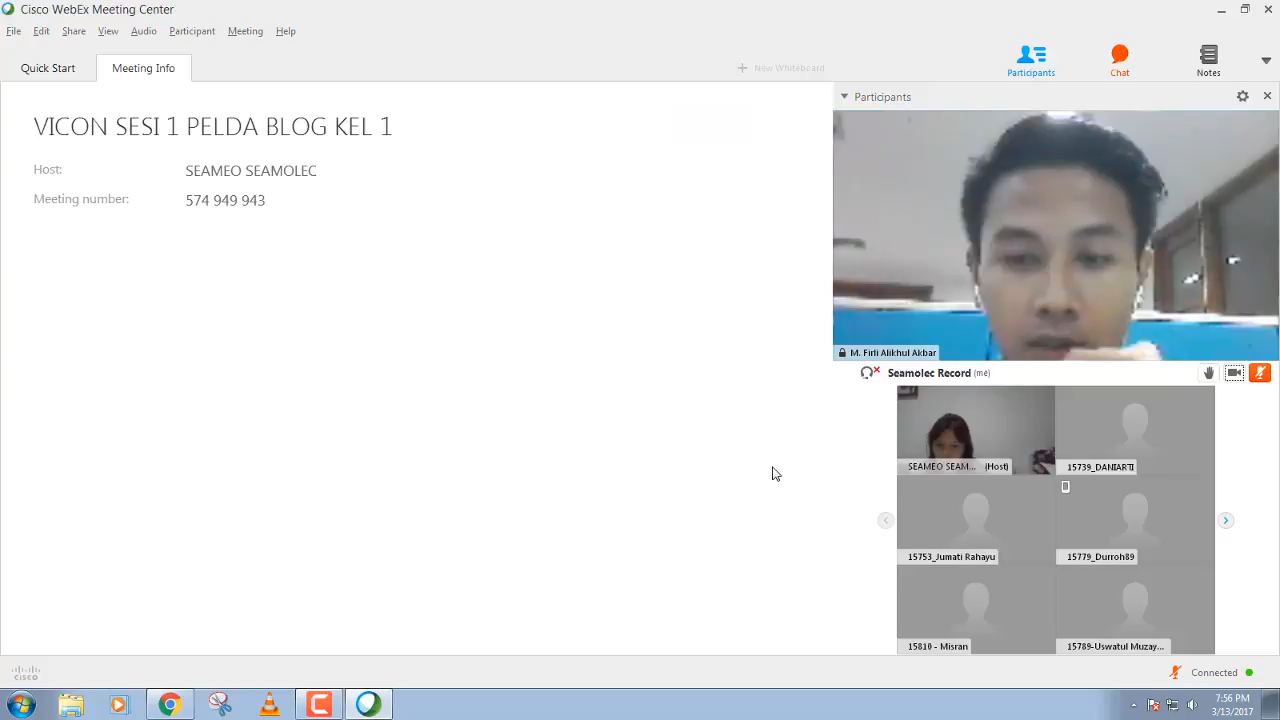 Cisco WebEx Meeting Center
File Edit Share View Audio Participant Meeting Help
Quick Start Meeting Info New Whiteboard Participants Chat Notes
Participants
VICON SESI 1 PELDA BLOG KEL 1
Host: SEAMEO SEAMOLEC
Meeting number: 574 949 943
M. Firli Alikhul Akbar
Seamolec Record (me)
SEAMEO SEAM... (Host) 15739_DANIARTI
15753_Jumati Rahayu 15779_Durroh89
15810 - Misran 15789-Uswatul Muzay...
Connected
7:56 PM
3/13/2017